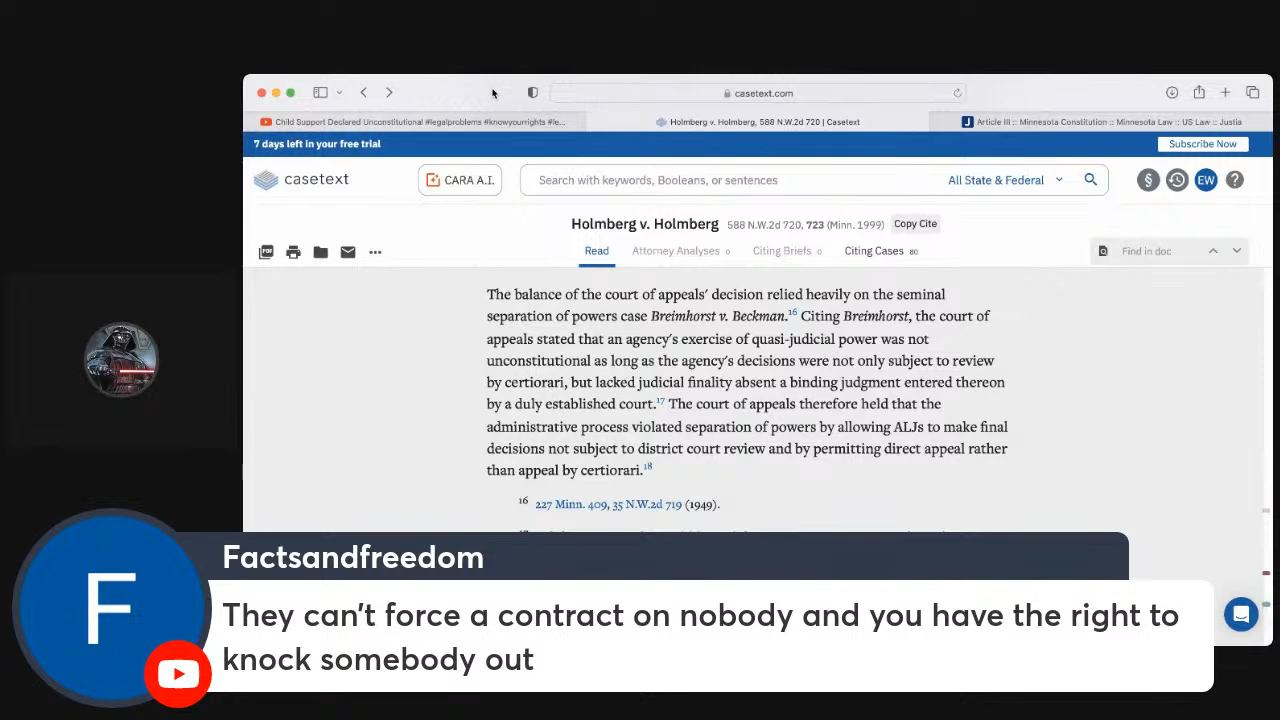 casetext.com
Child Support Declared Unconstitutional #legalproblems #knowyourrights #le...
Holmberg v. Holmberg, 588 N.W.2d 720 | Casetext
Article III :: Minnesota Constitution :: Minnesota Law :: US Law :: Justia
7 days left in your free trial
Subscribe Now
casetext
CARA A.I.
Search with keywords, Booleans, or sentences
All State & Federal
§
EW
?
Holmberg v. Holmberg 588 N.W.2d 720, 723 (Minn. 1999) Copy Cite
PDF
Read
Attorney Analyses 0
Citing Briefs 0
Citing Cases 80
Find in doc
The balance of the court of appeals' decision relied heavily on the seminal
separation of powers case Breimhorst v. Beckman.16 Citing Breimhorst, the court of
appeals stated that an agency's exercise of quasi-judicial power was not
unconstitutional as long as the agency's decisions were not only subject to review
by certiorari, but lacked judicial finality absent a binding judgment entered thereon
by a duly established court.17 The court of appeals therefore held that the
administrative process violated separation of powers by allowing ALJs to make final
decisions not subject to district court review and by permitting direct appeal rather
than appeal by certiorari.18
16 227 Minn. 409, 35 N.W.2d 719 (1949).
F
Factsandfreedom
They can't force a contract on nobody and you have the right to
knock somebody out